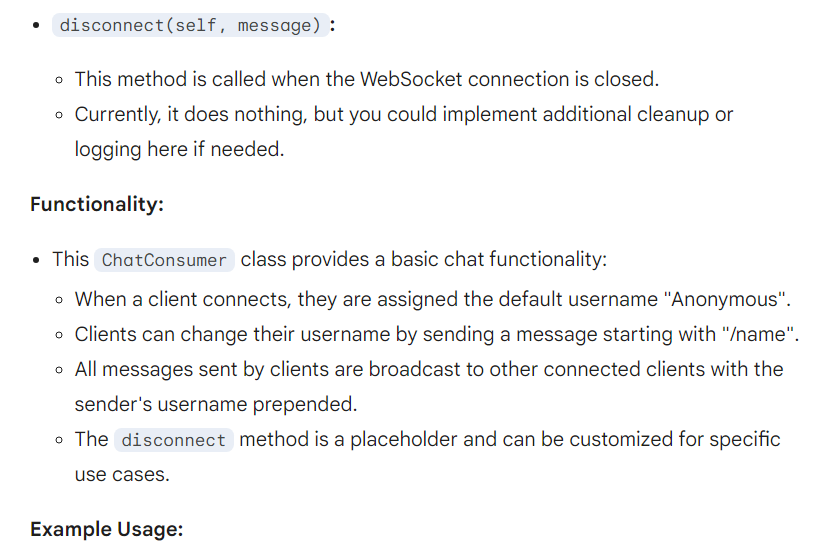 • disconnect(self, message) :
◦ This method is called when the WebSocket connection is closed.
◦ Currently, it does nothing, but you could implement additional cleanup or
logging here if needed.
Functionality:
• This ChatConsumer class provides a basic chat functionality:
◦ When a client connects, they are assigned the default username "Anonymous".
◦ Clients can change their username by sending a message starting with "/name".
◦ All messages sent by clients are broadcast to other connected clients with the
sender's username prepended.
◦ The disconnect method is a placeholder and can be customized for specific
use cases.
Example Usage: